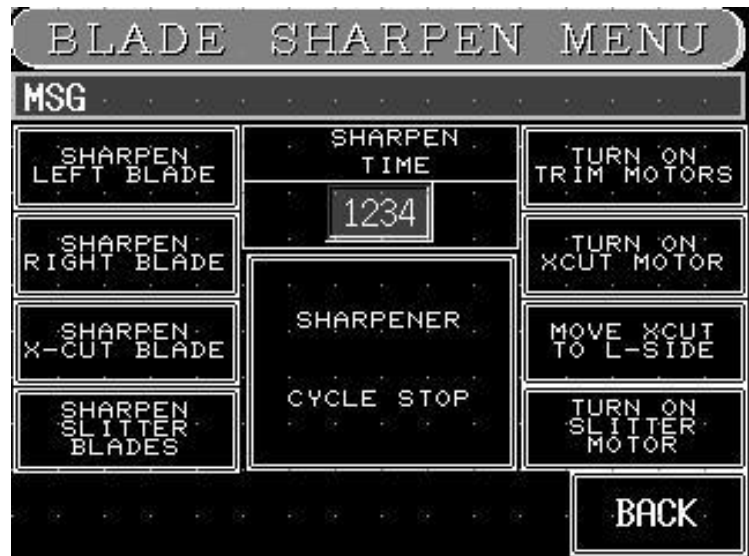 BLADE SHARPEN MENU
MSG
SHARPEN
LEFT BLADE
SHARPEN
RIGHT BLADE
SHARPEN
X-CUT BLADE
SHARPEN
SLITTER
BLADES
SHARPEN
TIME
1234
SHARPENER
CYCLE STOP
TURN ON
TRIM MOTORS
TURN ON
XCUT MOTOR
MOVE XCUT
TO L-SIDE
TURN ON
SLITTER
MOTOR
BACK